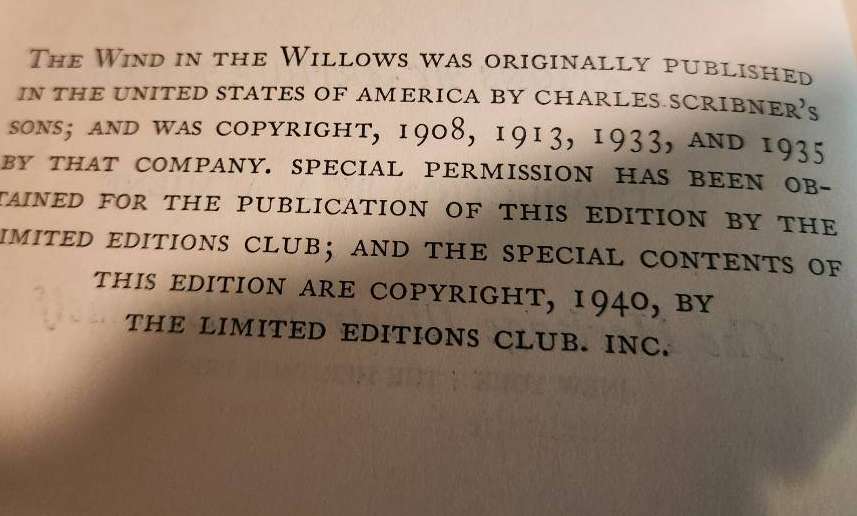 THE WIND IN THE WILLOWS WAS ORIGINALLY PUBLISHED
IN THE UNITED STATES OF AMERICA BY CHARLES SCRIBNER'S
SONS; AND WAS COPYRIGHT, 1908, 1913, 1933, AND 1935
BY THAT COMPANY. SPECIAL PERMISSION HAS BEEN OB-
TAINED FOR THE PUBLICATION OF THIS EDITION BY THE
IMITED EDITIONS CLUB; AND THE SPECIAL CONTENTS OF
THIS EDITION ARE COPYRIGHT, 1940, BY
THE LIMITED EDITIONS CLUB. INC.